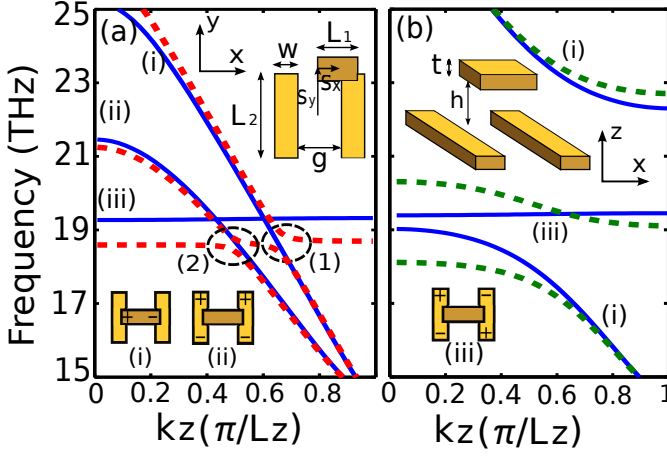 (a)
(b)
Frequency (THz)
25
23
21
19
17
15
(i)
(ii)
(iii)
y
x
w
L₁
Sₓ
Sᵧ
L₂
g
(2)
(1)
+ −
(i)
+ +
− −
(ii)
0 0.2 0.4 0.6 0.8
kz(π/Lz)
(i)
t
h
z
x
(iii)
(i)
+ −
− +
(iii)
0 0.2 0.4 0.6 0.8 1
kz(π/Lz)